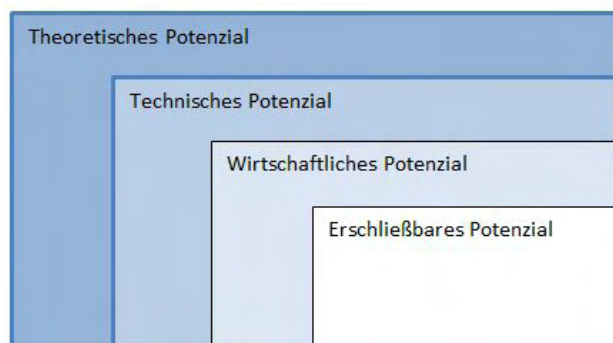 Theoretisches Potenzial
Technisches Potenzial
Wirtschaftliches Potenzial
Erschließbares Potenzial